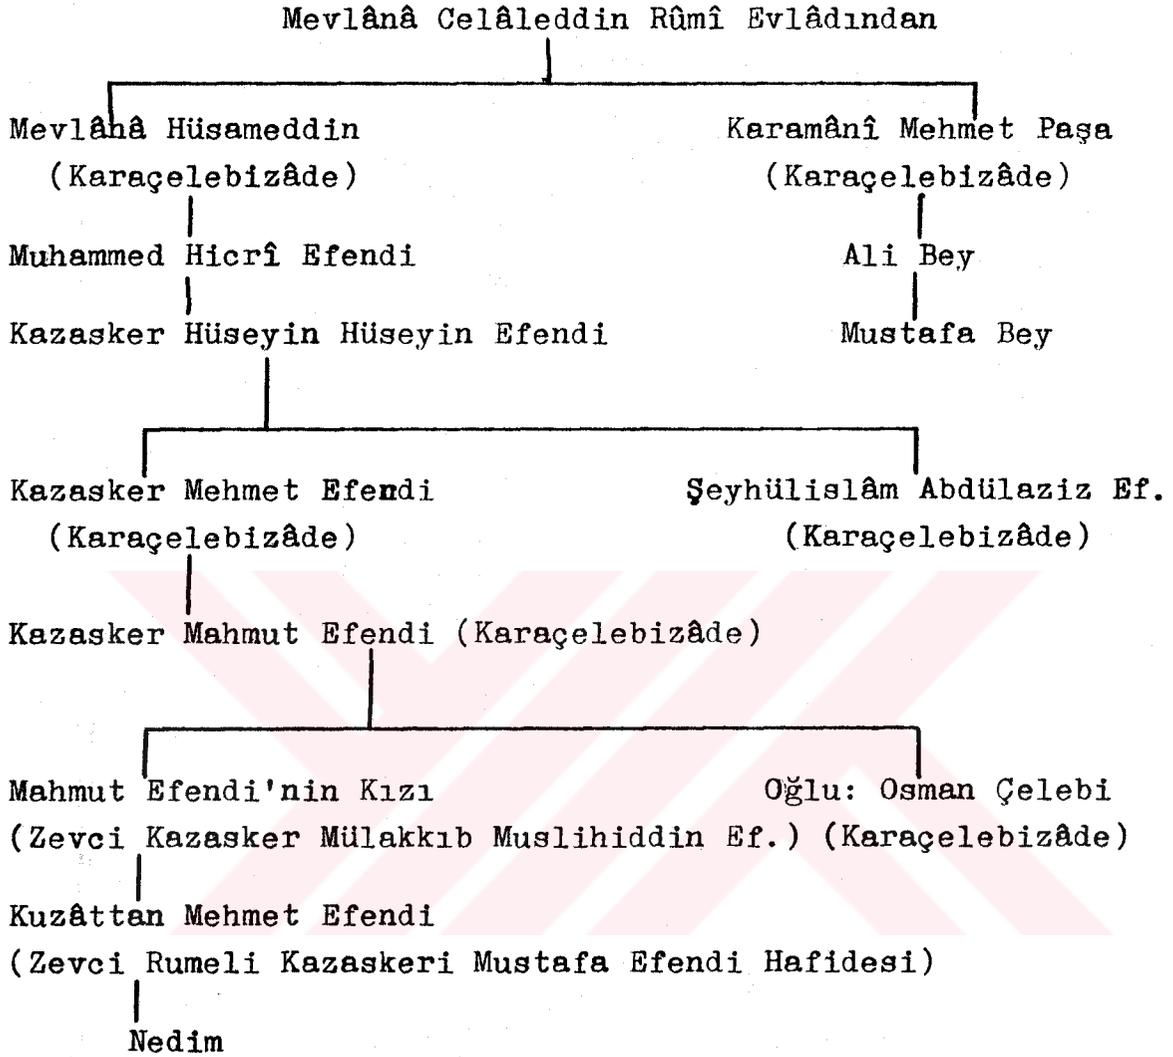 Mevlânâ Celâleddin Rûmî Evlâdından
Mevlânâ Hüsameddin Karamânî Mehmet Paşa
(Karaçelebizâde) (Karaçelebizâde)
Muhammed Hicrî Efendi Ali Bey
Kazasker Hüseyin Hüseyin Efendi Mustafa Bey
Kazasker Mehmet Efendi Şeyhülislâm Abdülaziz Ef.
(Karaçelebizâde) (Karaçelebizâde)
Kazasker Mahmut Efendi (Karaçelebizâde)
Mahmut Efendi'nin Kızı Oğlu: Osman Çelebi
(Zevci Kazasker Mülakkıb Muslihiddin Ef.) (Karaçelebizâde)
Kuzâttan Mehmet Efendi
(Zevci Rumeli Kazaskeri Mustafa Efendi Hafidesi)
Nedim